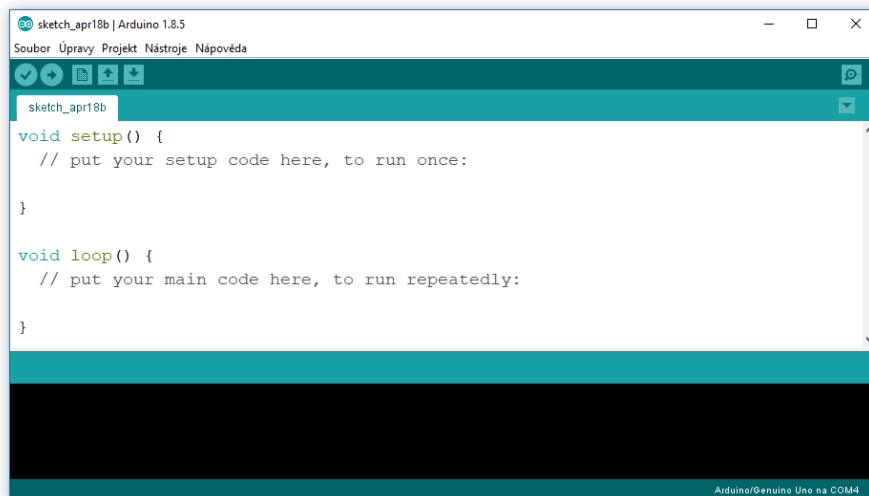 sketch_apr18b | Arduino 1.8.5
Soubor Úpravy Projekt Nástroje Nápověda
sketch_apr18b
void setup() {
  // put your setup code here, to run once:
}
void loop() {
  // put your main code here, to run repeatedly:
}
Arduino/Genuino Uno na COM4